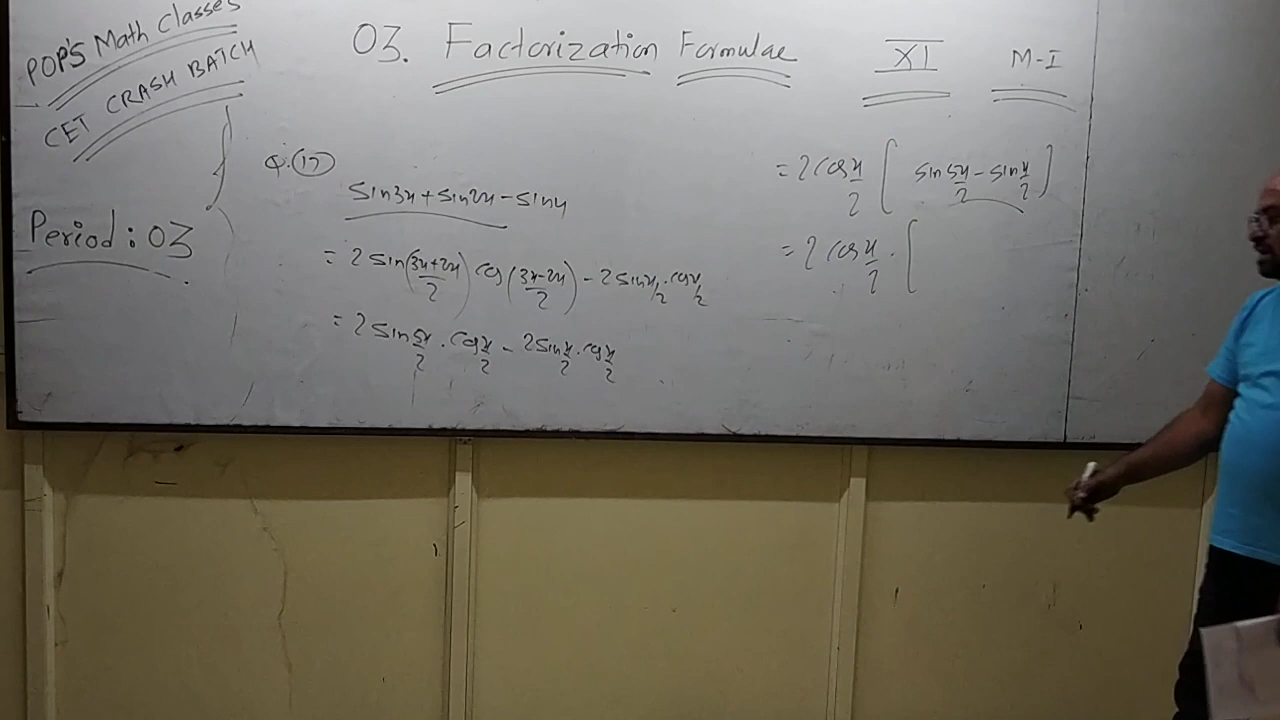 POP'S Math Classes
CET CRASH BATCH
Period : 03
03. Factorization Formulae XI M-I
Q.(17)
sin3x + sin2x - sinx
= 2 sin((3x+2x)/2) cos((3x-2x)/2) - 2 sin x/2 . cos x/2
= 2 sin 5x/2 . cos x/2 - 2 sin x/2 . cos x/2
= 2 cos x/2 [ sin 5x/2 - sin x/2 ]
= 2 cos x/2 . [